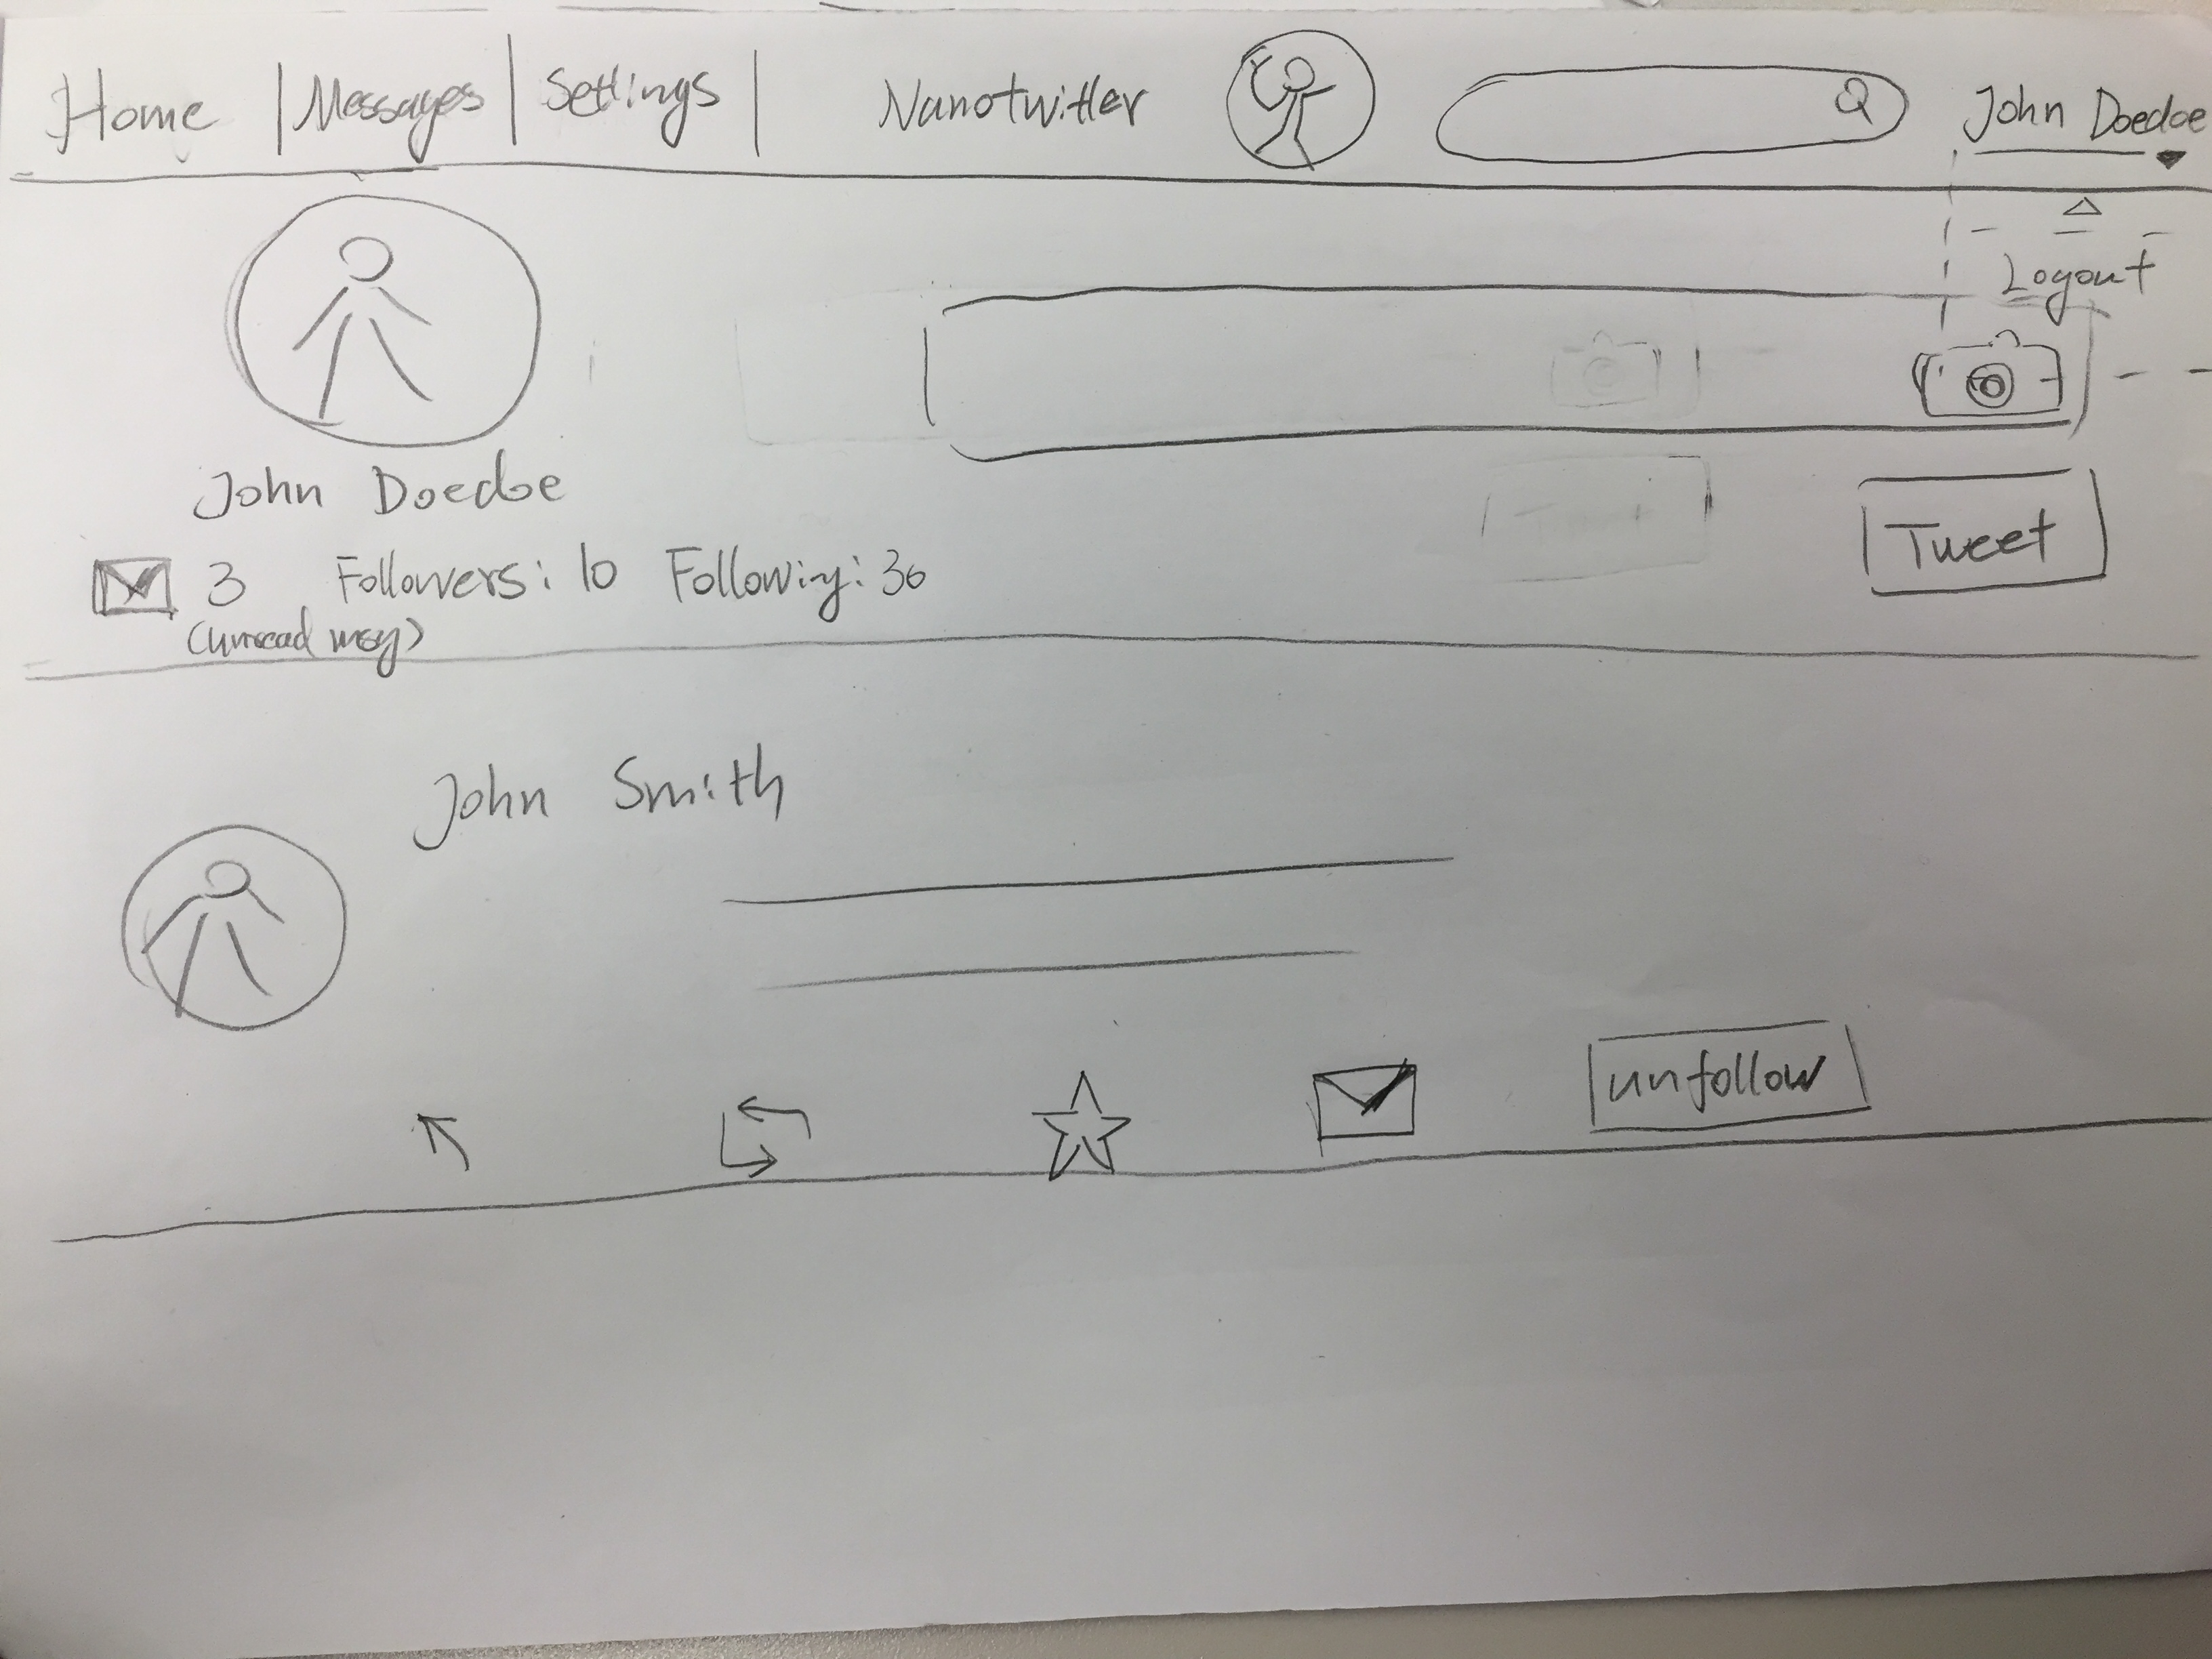 Home | Messages | Settings | Nanotwitter John Doedoe
Logout
John Doedoe
3 Followers: 10 Following: 30
(unread msg)
Tweet
John Smith
unfollow